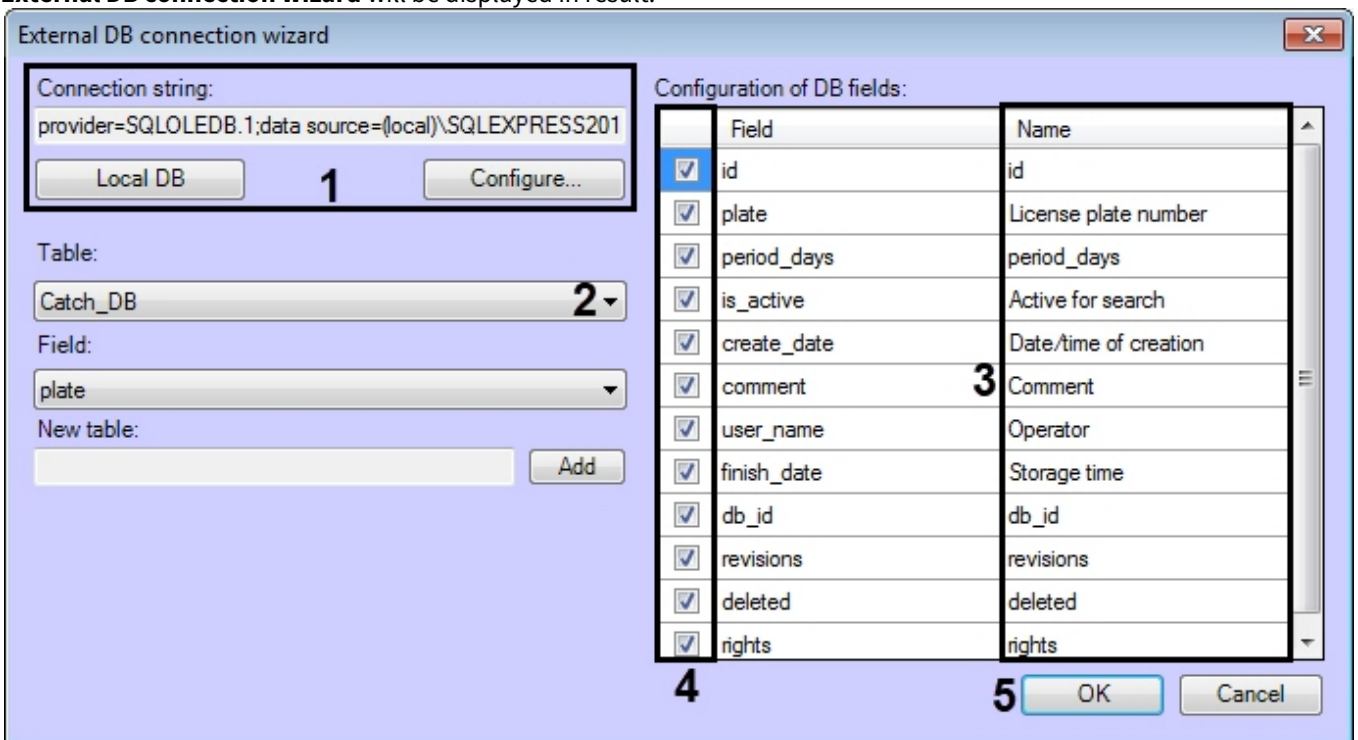 External DB connection wizard will be displayed in result.
External DB connection wizard
Connection string:
provider=SQLOLEDB.1;data source=(local)\SQLEXPRESS201
Local DB
1
Configure...
Table:
Catch_DB
2
Field:
plate
New table:
Add
Configuration of DB fields:
Field Name
id id
plate License plate number
period_days period_days
is_active Active for search
create_date Date/time of creation
comment 3 Comment
user_name Operator
finish_date Storage time
db_id db_id
revisions revisions
deleted deleted
rights rights
4
5 OK Cancel